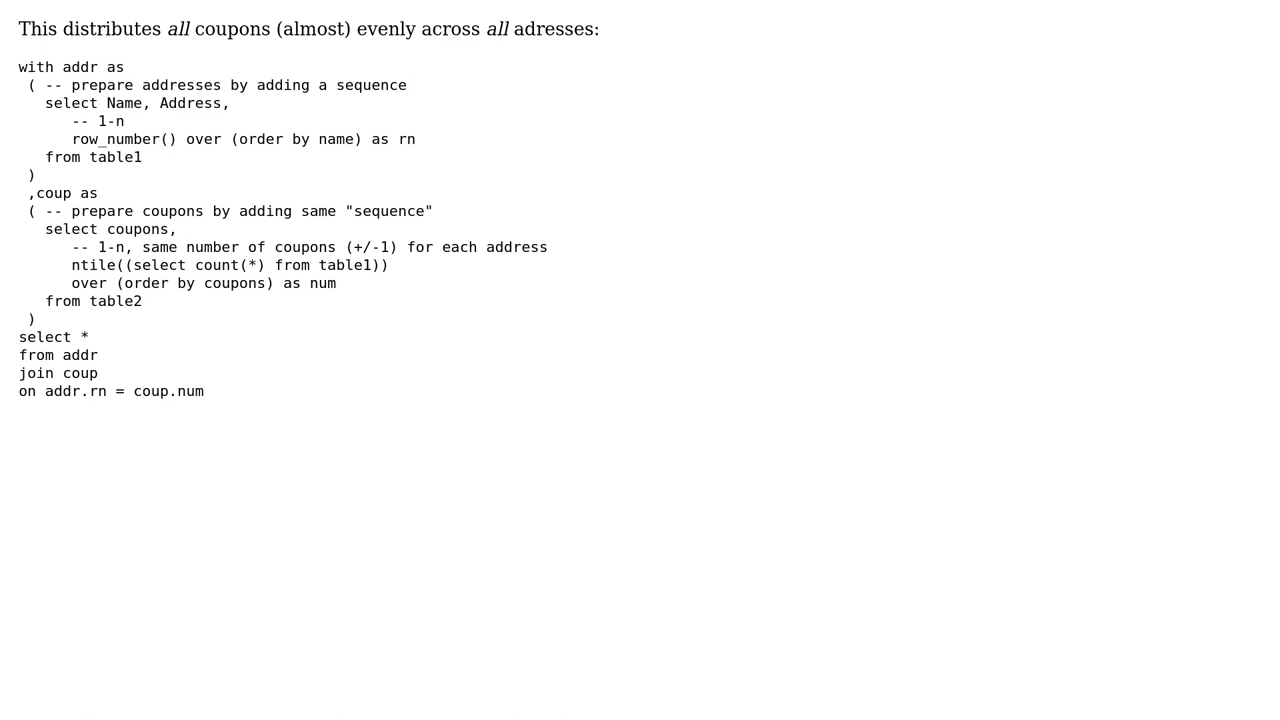 This distributes all coupons (almost) evenly across all adresses:
with addr as
 ( -- prepare addresses by adding a sequence
   select Name, Address,
      -- 1-n
      row_number() over (order by name) as rn
   from table1
 )
 ,coup as
 ( -- prepare coupons by adding same "sequence"
   select coupons,
      -- 1-n, same number of coupons (+/-1) for each address
      ntile((select count(*) from table1))
      over (order by coupons) as num
   from table2
 )
select *
from addr
join coup
on addr.rn = coup.num